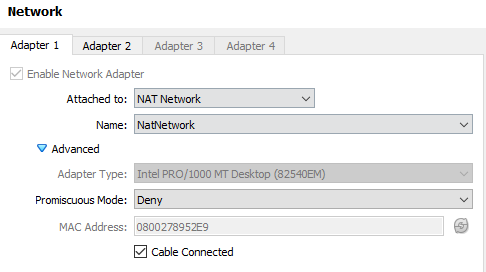 Network
Adapter 1 Adapter 2 Adapter 3 Adapter 4
Enable Network Adapter
Attached to: NAT Network
Name: NatNetwork
Advanced
Adapter Type: Intel PRO/1000 MT Desktop (82540EM)
Promiscuous Mode: Deny
MAC Address: 0800278952E9
Cable Connected